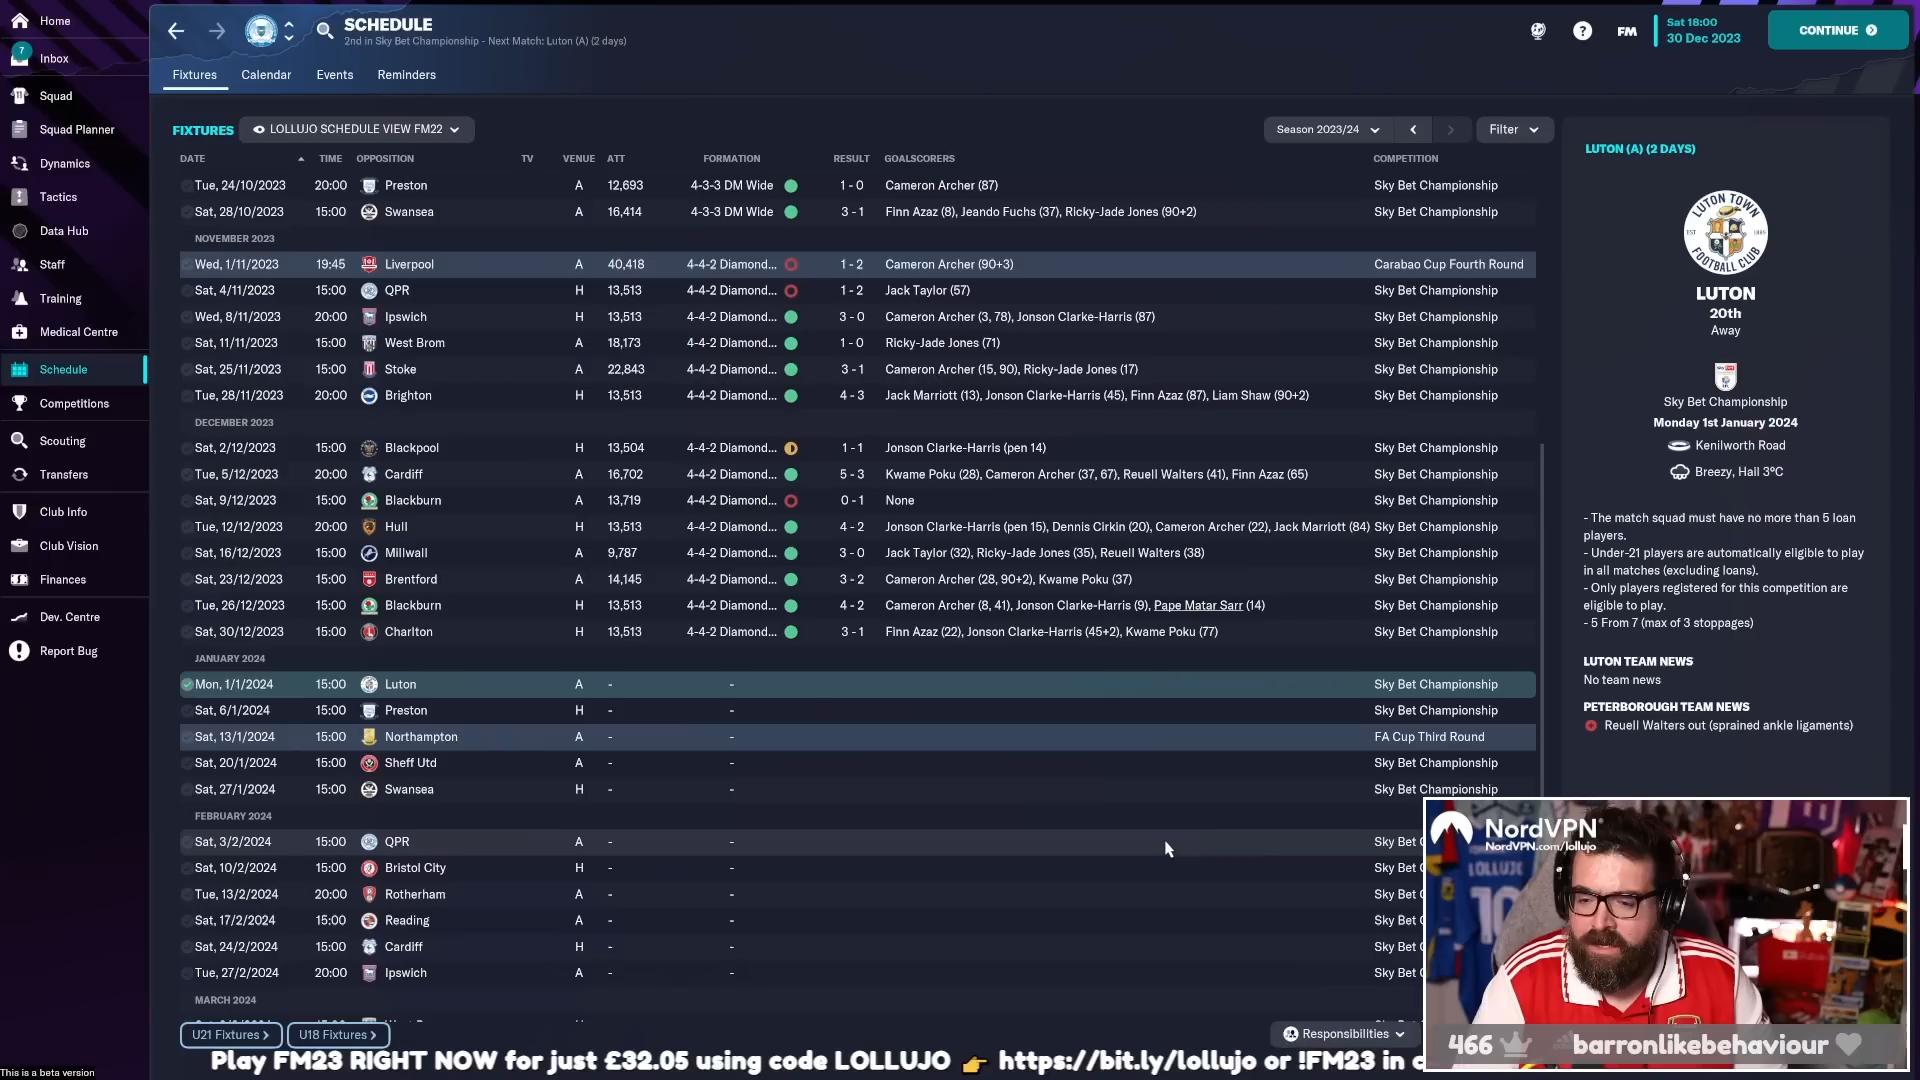 Home
7
Inbox
Squad
Squad Planner
Dynamics
Tactics
Data Hub
Staff
Training
Medical Centre
Schedule
Competitions
Scouting
Transfers
Club Info
Club Vision
Finances
Dev. Centre
Report Bug
This is a beta version
SCHEDULE
2nd in Sky Bet Championship - Next Match: Luton (A) (2 days)
FM
Sat 18:00
30 Dec 2023
CONTINUE
Fixtures Calendar Events Reminders
FIXTURES LOLLUJO SCHEDULE VIEW FM22 Season 2023/24 Filter
DATE TIME OPPOSITION TV VENUE ATT FORMATION RESULT GOALSCORERS COMPETITION
Tue, 24/10/2023 20:00 Preston A 12,693 4-3-3 DM Wide 1 - 0 Cameron Archer (87) Sky Bet Championship
Sat, 28/10/2023 15:00 Swansea A 16,414 4-3-3 DM Wide 3 - 1 Finn Azaz (8), Jeando Fuchs (37), Ricky-Jade Jones (90+2) Sky Bet Championship
NOVEMBER 2023
Wed, 1/11/2023 19:45 Liverpool A 40,418 4-4-2 Diamond... 1 - 2 Cameron Archer (90+3) Carabao Cup Fourth Round
Sat, 4/11/2023 15:00 QPR H 13,513 4-4-2 Diamond... 1 - 2 Jack Taylor (57) Sky Bet Championship
Wed, 8/11/2023 20:00 Ipswich H 13,513 4-4-2 Diamond... 3 - 0 Cameron Archer (3, 78), Jonson Clarke-Harris (87) Sky Bet Championship
Sat, 11/11/2023 15:00 West Brom A 18,173 4-4-2 Diamond... 1 - 0 Ricky-Jade Jones (71) Sky Bet Championship
Sat, 25/11/2023 15:00 Stoke A 22,843 4-4-2 Diamond... 3 - 1 Cameron Archer (15, 90), Ricky-Jade Jones (17) Sky Bet Championship
Tue, 28/11/2023 20:00 Brighton H 13,513 4-4-2 Diamond... 4 - 3 Jack Marriott (13), Jonson Clarke-Harris (45), Finn Azaz (87), Liam Shaw (90+2) Sky Bet Championship
DECEMBER 2023
Sat, 2/12/2023 15:00 Blackpool H 13,504 4-4-2 Diamond... 1 - 1 Jonson Clarke-Harris (pen 14) Sky Bet Championship
Tue, 5/12/2023 20:00 Cardiff A 16,702 4-4-2 Diamond... 5 - 3 Kwame Poku (28), Cameron Archer (37, 67), Reuell Walters (41), Finn Azaz (65) Sky Bet Championship
Sat, 9/12/2023 15:00 Blackburn A 13,719 4-4-2 Diamond... 0 - 1 None Sky Bet Championship
Tue, 12/12/2023 20:00 Hull H 13,513 4-4-2 Diamond... 4 - 2 Jonson Clarke-Harris (pen 15), Dennis Cirkin (20), Cameron Archer (22), Jack Marriott (84) Sky Bet Championship
Sat, 16/12/2023 15:00 Millwall A 9,787 4-4-2 Diamond... 3 - 0 Jack Taylor (32), Ricky-Jade Jones (35), Reuell Walters (38) Sky Bet Championship
Sat, 23/12/2023 15:00 Brentford A 14,145 4-4-2 Diamond... 3 - 2 Cameron Archer (28, 90+2), Kwame Poku (37) Sky Bet Championship
Tue, 26/12/2023 15:00 Blackburn H 13,513 4-4-2 Diamond... 4 - 2 Cameron Archer (8, 41), Jonson Clarke-Harris (9), Pape Matar Sarr (14) Sky Bet Championship
Sat, 30/12/2023 15:00 Charlton H 13,513 4-4-2 Diamond... 3 - 1 Finn Azaz (22), Jonson Clarke-Harris (45+2), Kwame Poku (77) Sky Bet Championship
JANUARY 2024
Mon, 1/1/2024 15:00 Luton A - - Sky Bet Championship
Sat, 6/1/2024 15:00 Preston H - - Sky Bet Championship
Sat, 13/1/2024 15:00 Northampton A - - FA Cup Third Round
Sat, 20/1/2024 15:00 Sheff Utd A - - Sky Bet Championship
Sat, 27/1/2024 15:00 Swansea H - - Sky Bet Championship
FEBRUARY 2024
Sat, 3/2/2024 15:00 QPR A - - Sky Bet C
Sat, 10/2/2024 15:00 Bristol City H - - Sky Bet C
Tue, 13/2/2024 20:00 Rotherham A - - Sky Bet C
Sat, 17/2/2024 15:00 Reading A - - Sky Bet C
Sat, 24/2/2024 15:00 Cardiff H - - Sky Bet C
Tue, 27/2/2024 20:00 Ipswich A - - Sky Bet C
MARCH 2024
U21 Fixtures U18 Fixtures Responsibilities
LUTON (A) (2 DAYS)
LUTON TOWN
EST 1885
FOOTBALL CLUB
LUTON
20th
Away
Sky Bet Championship
Monday 1st January 2024
Kenilworth Road
Breezy, Hail 3°C
- The match squad must have no more than 5 loan
players.
- Under-21 players are automatically eligible to play
in all matches (excluding loans).
- Only players registered for this competition are
eligible to play.
- 5 From 7 (max of 3 stoppages)
LUTON TEAM NEWS
No team news
PETERBOROUGH TEAM NEWS
Reuell Walters out (sprained ankle ligaments)
NordVPN
NordVPN.com/lollujo
LOLLUJO
10
466 barronlikebehaviour
Play FM23 RIGHT NOW for just £32.05 using code LOLLUJO 👉 https://bit.ly/lollujo or !FM23 in c